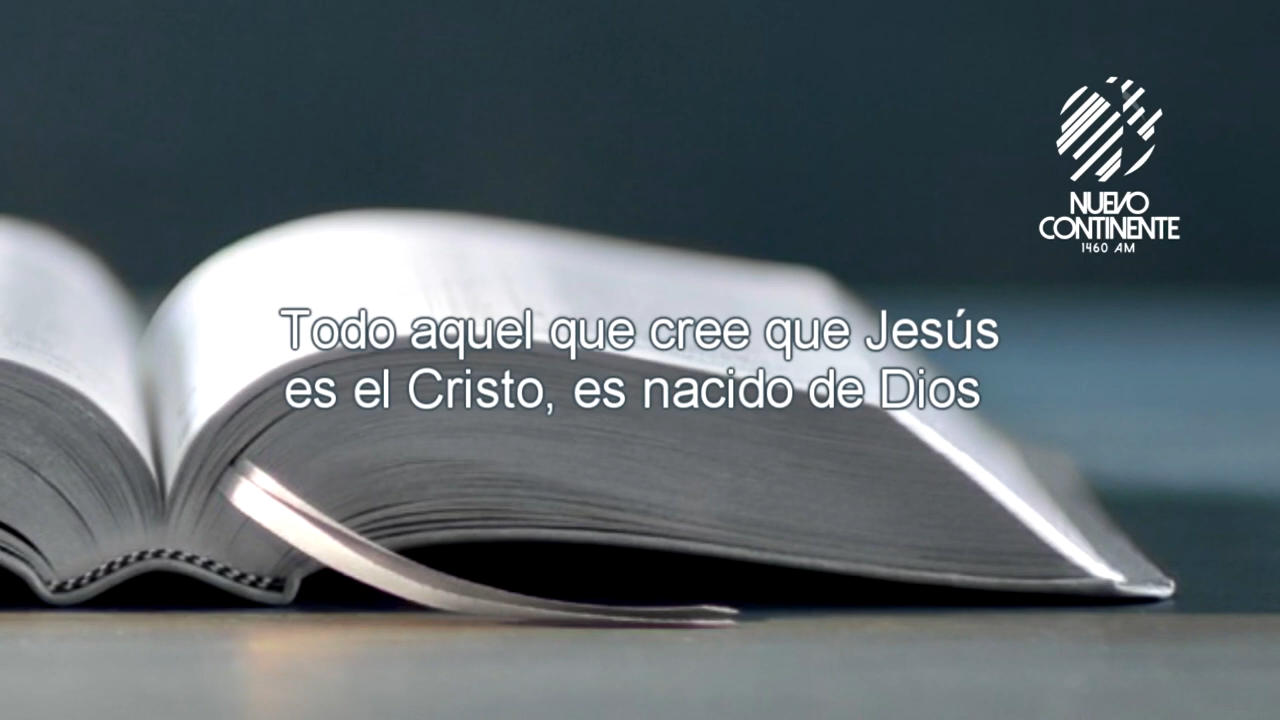 NUEVO
CONTINENTE
1460 AM
Todo aquel que cree que Jesús
es el Cristo, es nacido de Dios